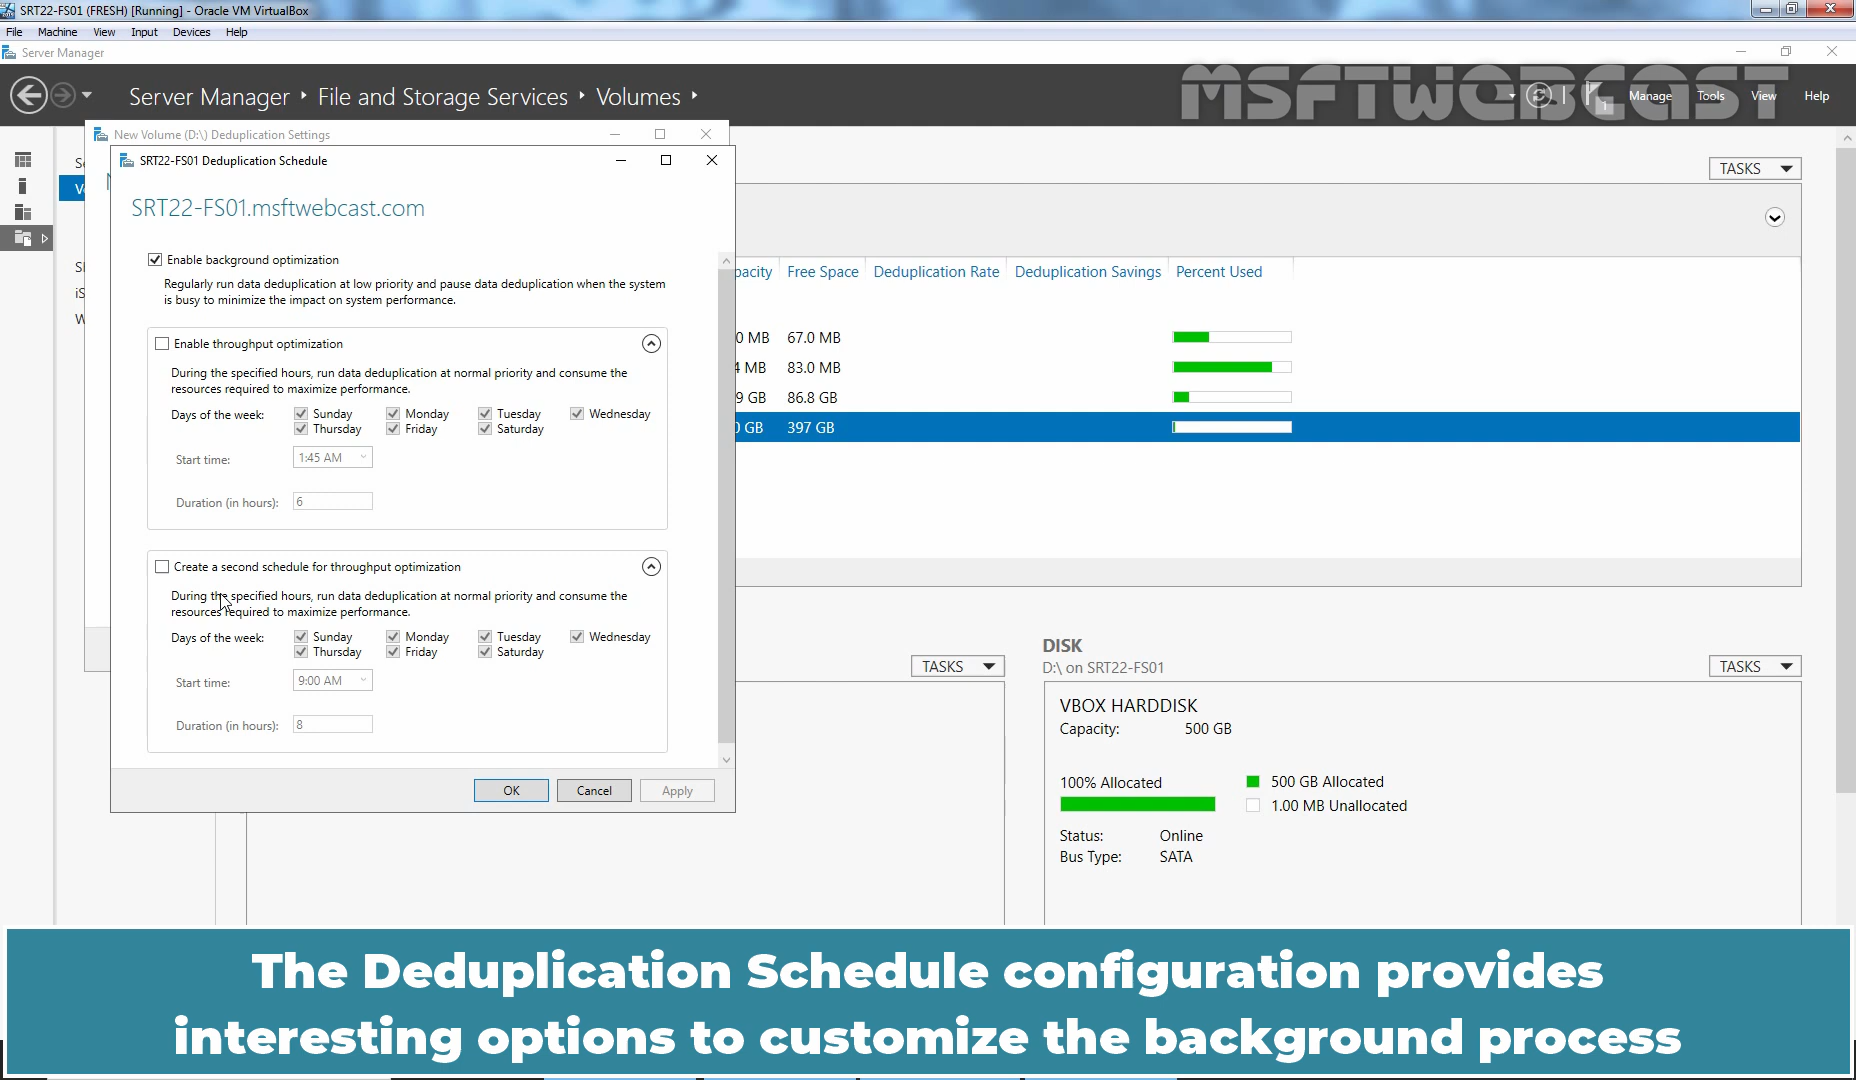 SRT22-FS01 (FRESH) [Running] - Oracle VM VirtualBox
File Machine View Input Devices Help
Server Manager
Server Manager File and Storage Services Volumes
MSFTWEBCAST
Manage Tools View Help
New Volume (D:\) Deduplication Settings
SRT22-FS01 Deduplication Schedule
SRT22-FS01.msftwebcast.com
Enable background optimization
Regularly run data deduplication at low priority and pause data deduplication when the system
is busy to minimize the impact on system performance.
Enable throughput optimization
During the specified hours, run data deduplication at normal priority and consume the
resources required to maximize performance.
Days of the week: Sunday Monday Tuesday Wednesday
Thursday Friday Saturday
Start time: 1:45 AM
Duration (in hours): 6
Create a second schedule for throughput optimization
During the specified hours, run data deduplication at normal priority and consume the
resources required to maximize performance.
Days of the week: Sunday Monday Tuesday Wednesday
Thursday Friday Saturday
Start time: 9:00 AM
Duration (in hours): 8
OK Cancel Apply
TASKS
Free Space Deduplication Rate Deduplication Savings Percent Used
0 MB 67.0 MB
4 MB 83.0 MB
9 GB 86.8 GB
0 GB 397 GB
TASKS
DISK
D:\ on SRT22-FS01
TASKS
VBOX HARDDISK
Capacity: 500 GB
100% Allocated
500 GB Allocated
1.00 MB Unallocated
Status: Online
Bus Type: SATA
The Deduplication Schedule configuration provides
interesting options to customize the background process